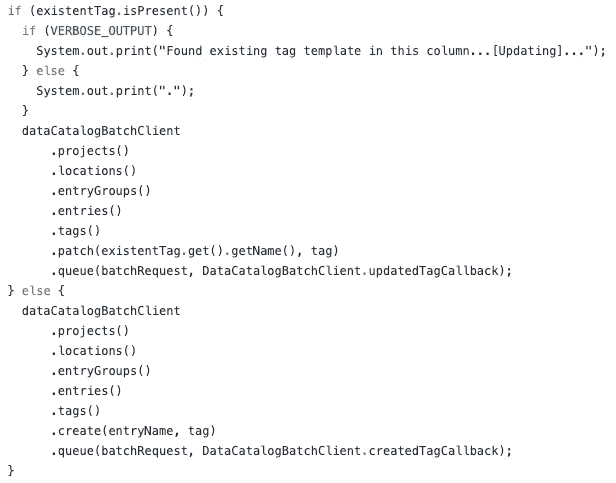 if (existentTag.isPresent()) {
  if (VERBOSE_OUTPUT) {
    System.out.print("Found existing tag template in this column...[Updating]...");
  } else {
    System.out.print(".");
  }
  dataCatalogBatchClient
      .projects()
      .locations()
      .entryGroups()
      .entries()
      .tags()
      .patch(existentTag.get().getName(), tag)
      .queue(batchRequest, DataCatalogBatchClient.updatedTagCallback);
} else {
  dataCatalogBatchClient
      .projects()
      .locations()
      .entryGroups()
      .entries()
      .tags()
      .create(entryName, tag)
      .queue(batchRequest, DataCatalogBatchClient.createdTagCallback);
}